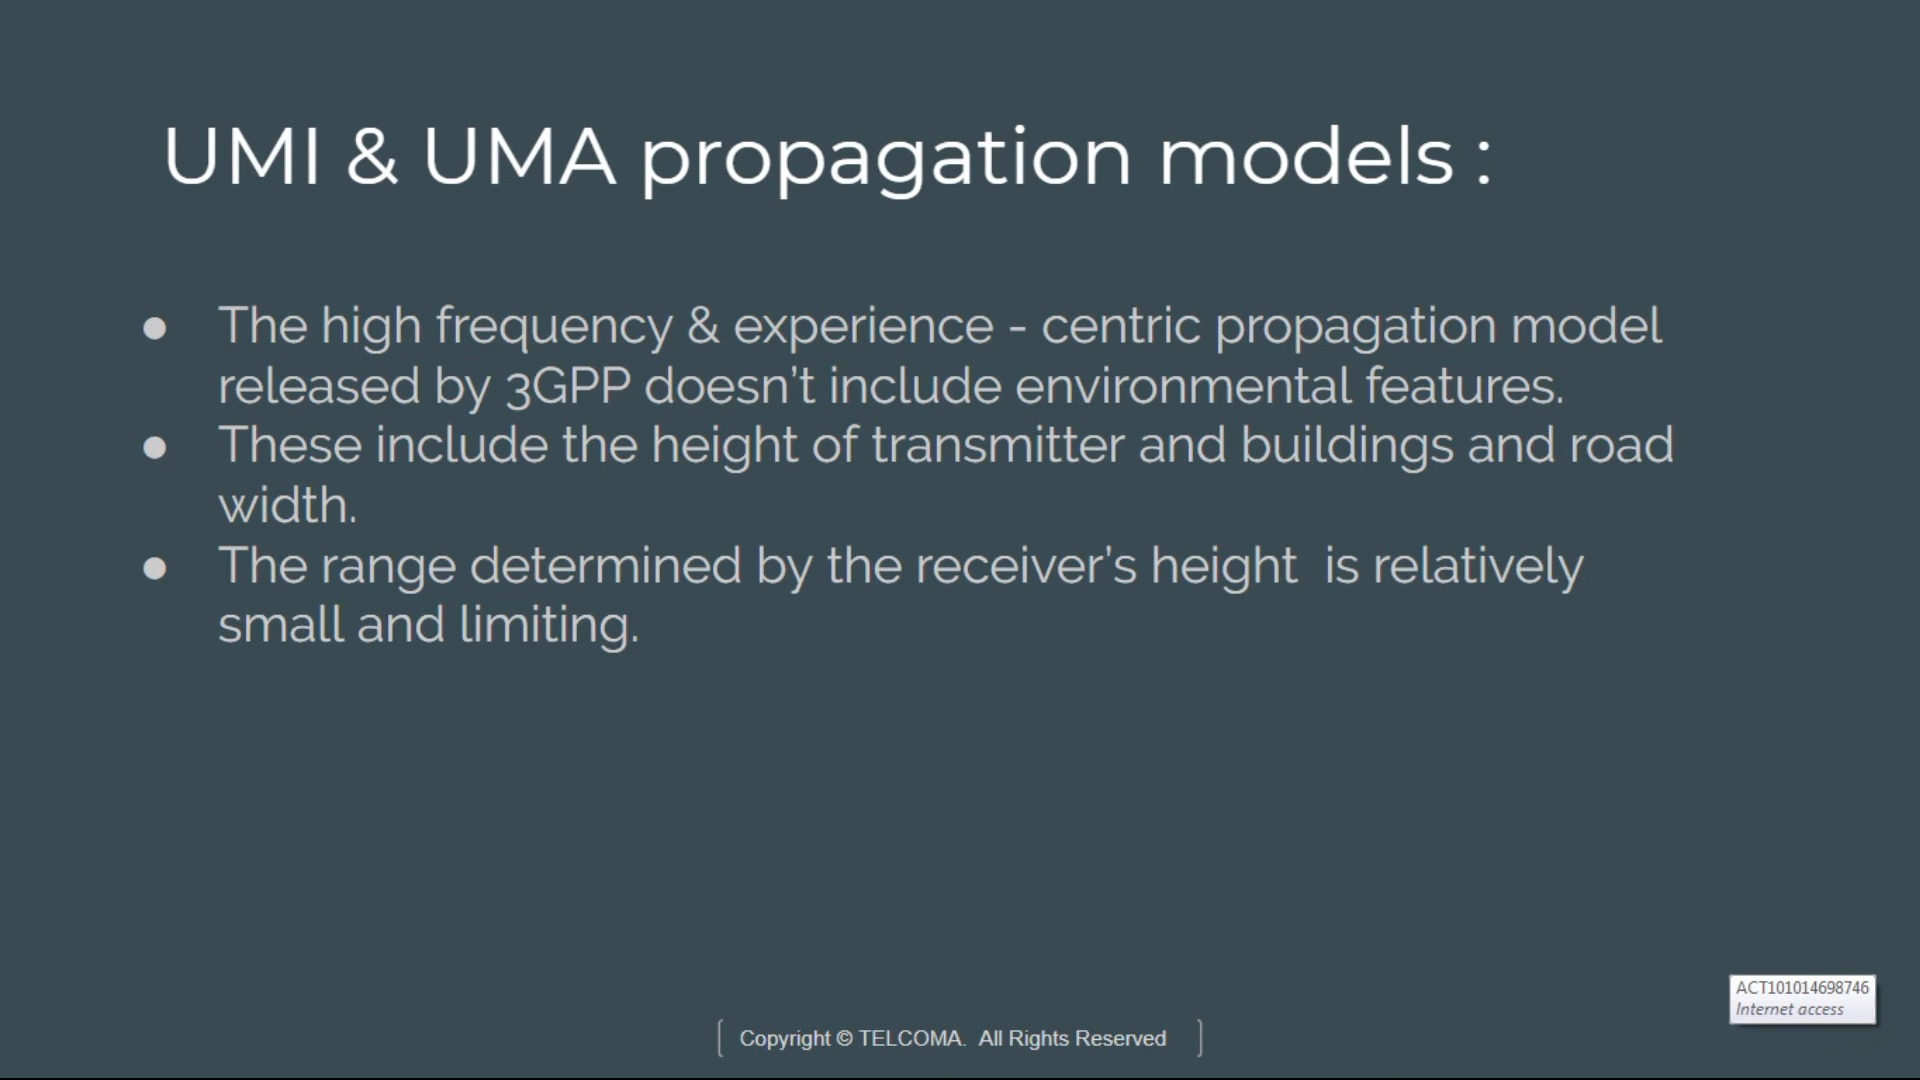 UMI & UMA propagation models :
● The high frequency & experience - centric propagation model
released by 3GPP doesn't include environmental features.
● These include the height of transmitter and buildings and road
width.
● The range determined by the receiver's height  is relatively
small and limiting.
ACT101014698746
Internet access
Copyright © TELCOMA.  All Rights Reserved